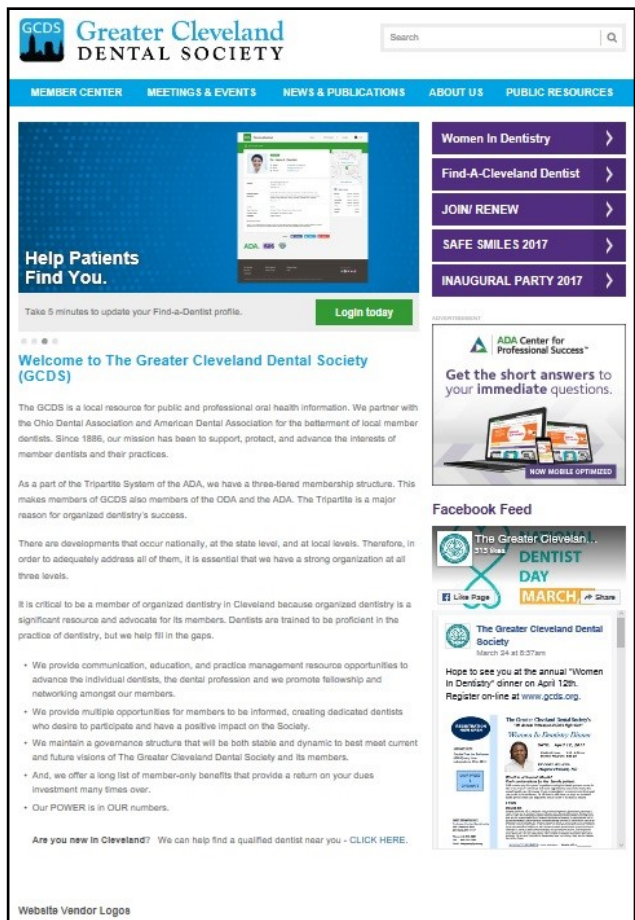 GCDS
Greater Cleveland
DENTAL SOCIETY
Search
MEMBER CENTER
MEETINGS & EVENTS
NEWS & PUBLICATIONS
ABOUT US
PUBLIC RESOURCES
Help Patients
Find You.
Take 5 minutes to update your Find-a-Dentist profile.
Login today
Welcome to The Greater Cleveland Dental Society
(GCDS)
The GCDS is a local resource for public and professional oral health information. We partner with
the Ohio Dental Association and American Dental Association for the betterment of local member
dentists. Since 1886, our mission has been to support, protect, and advance the interests of
member dentists and their practices.
As a part of the Tripartite System of the ADA, we have a three-tiered membership structure. This
makes members of GCDS also members of the ODA and the ADA. The Tripartite is a major
reason for organized dentistry's success.
There are developments that occur nationally, at the state level, and at local levels. Therefore, in
order to adequately address all of them, it is essential that we have a strong organization at all
three levels.
It is critical to be a member of organized dentistry in Cleveland because organized dentistry is a
significant resource and advocate for its members. Dentists are trained to be proficient in the
practice of dentistry, but we help fill in the gaps.
• We provide communication, education, and practice management resource opportunities to
advance the individual dentists, the dental profession and we promote fellowship and
networking amongst our members.
• We provide multiple opportunities for members to be informed, creating dedicated dentists
who desire to participate and have a positive impact on the Society.
• We maintain a governance structure that will be both stable and dynamic to best meet current
and future visions of The Greater Cleveland Dental Society and its members.
• And, we offer a long list of member-only benefits that provide a return on your dues
investment many times over.
• Our POWER is in OUR numbers.
Are you new in Cleveland? We can help find a qualified dentist near you - CLICK HERE.
Website Vendor Logos
Women In Dentistry
Find-A-Cleveland Dentist
JOIN/ RENEW
SAFE SMILES 2017
INAUGURAL PARTY 2017
ADVERTISEMENT
ADA Center for
Professional Success™
Get the short answers to
your immediate questions.
NOW MOBILE OPTIMIZED
Facebook Feed
The Greater Clevelan...
313 likes
NATIONAL
DENTIST
DAY
MARCH
Like Page
Share
The Greater Cleveland Dental
Society
March 24 at 8:37am
Hope to see you at the annual "Women
In Dentistry" dinner on April 12th.
Register on-line at www.gcds.org.
The Greater Cleveland Dental Society's
Women In Dentistry Dinner